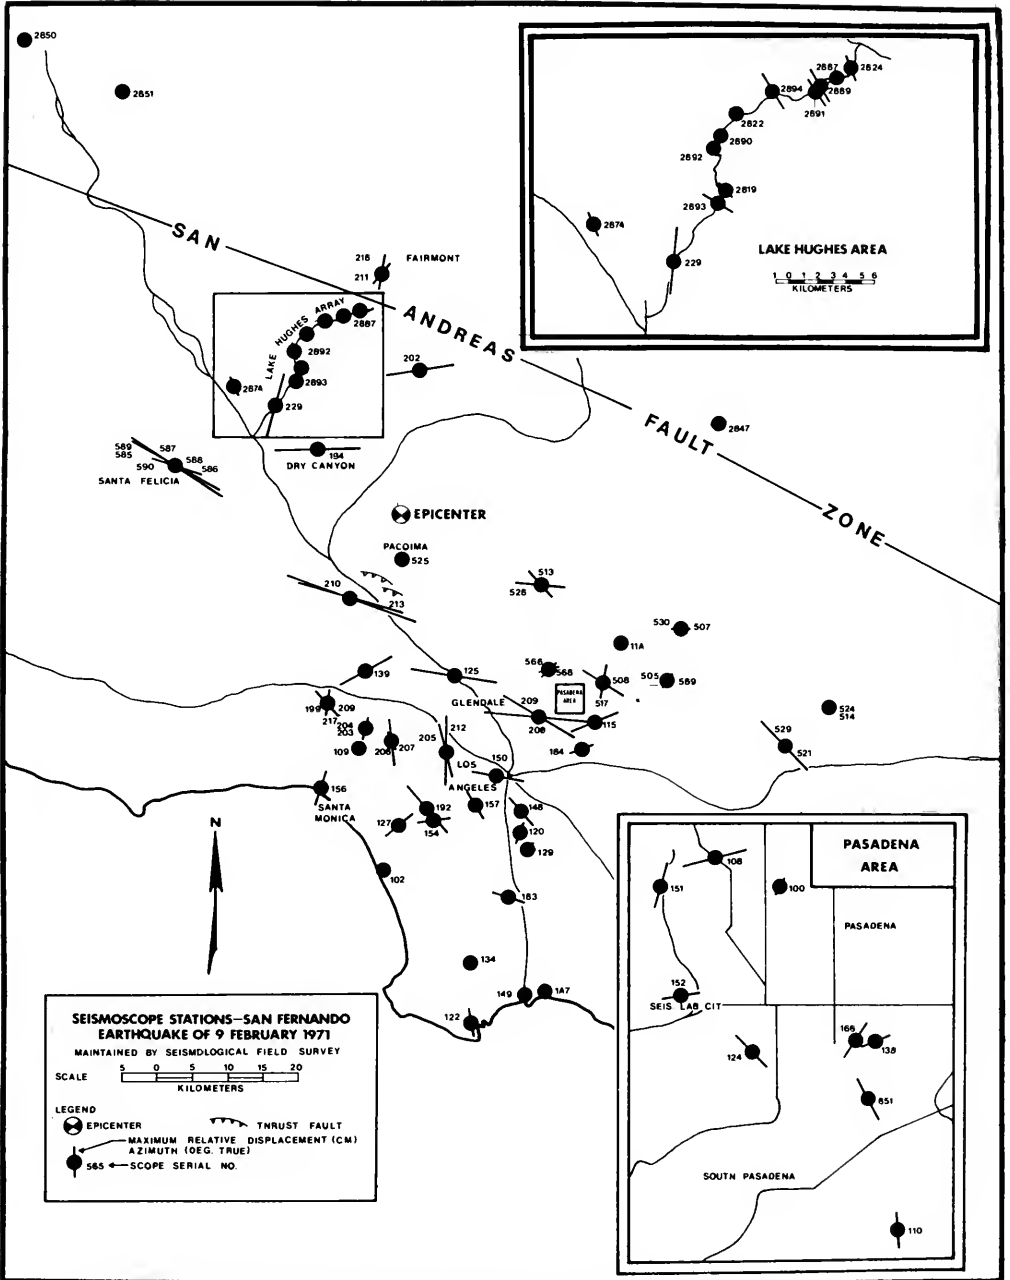 2850
2851
SAN
ANDREAS
FAULT
ZONE
218
211
FAIRMONT
LAKE HUGHES ARRAY
2887
2892
2893
2874
229
202
2847
194
DRY CANYON
589
585
587
588
590
586
SANTA FELICIA
EPICENTER
PACOIMA
525
210
213
513
528
530
507
11A
566
568
505
589
508
517
PASADENA
AREA
139
125
GLENDALE
209
200
115
184
524
514
529
521
199
209
217
204
203
109
206
207
212
205
LOS
ANGELES
150
156
SANTA
MONICA
192
127
154
157
148
120
129
102
183
134
149
1A7
122
N
LAKE HUGHES AREA
1 0 1 2 3 4 5 6
KILOMETERS
2887
2824
2894
2889
2891
2822
2890
2892
2819
2893
2874
229
PASADENA
AREA
108
151
100
PASADENA
152
SEIS LAB CIT
124
166
138
851
SOUTH PASADENA
110
SEISMOSCOPE STATIONS—SAN FERNANDO
EARTHQUAKE OF 9 FEBRUARY 1971
MAINTAINED BY SEISMOLOGICAL FIELD SURVEY
SCALE
5 0 5 10 15 20
KILOMETERS
LEGEND
EPICENTER
THRUST FAULT
MAXIMUM RELATIVE DISPLACEMENT (CM)
AZIMUTH (DEG. TRUE)
565
SCOPE SERIAL NO.